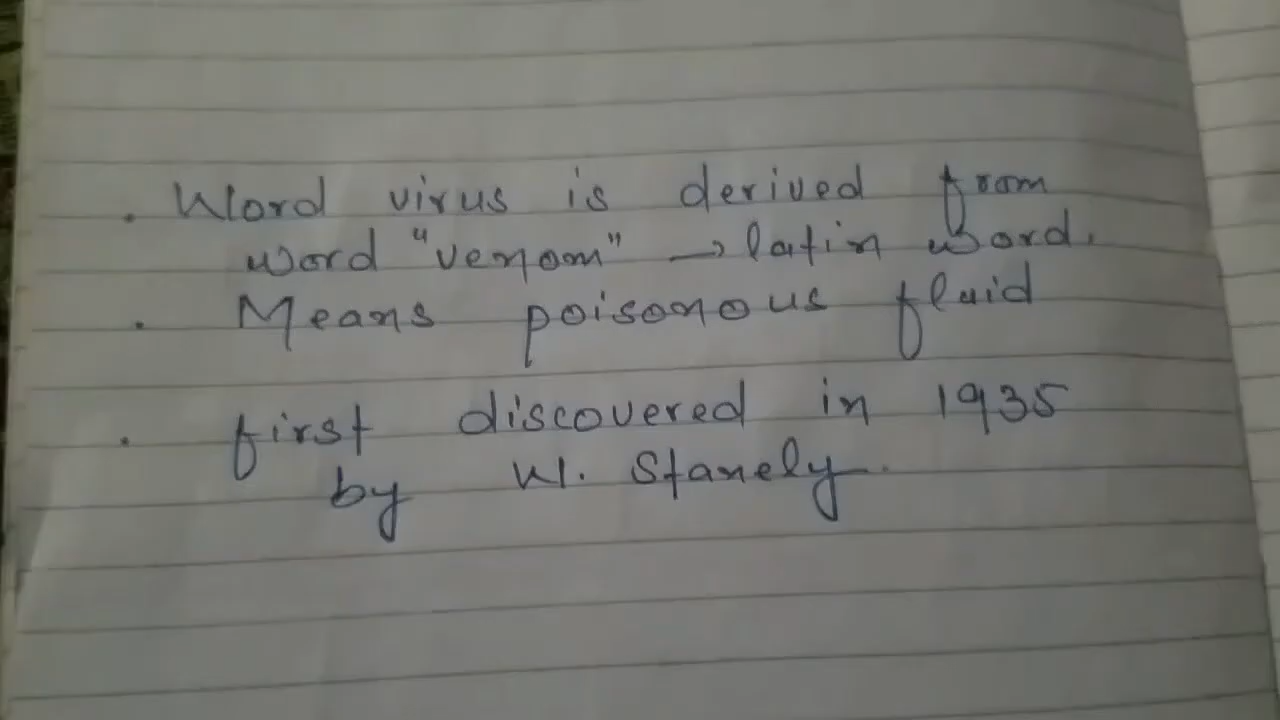 . Word virus is derived from
word "venom" → latin word.
. Means poisonous fluid
. first discovered in 1935
by W. Stanely.